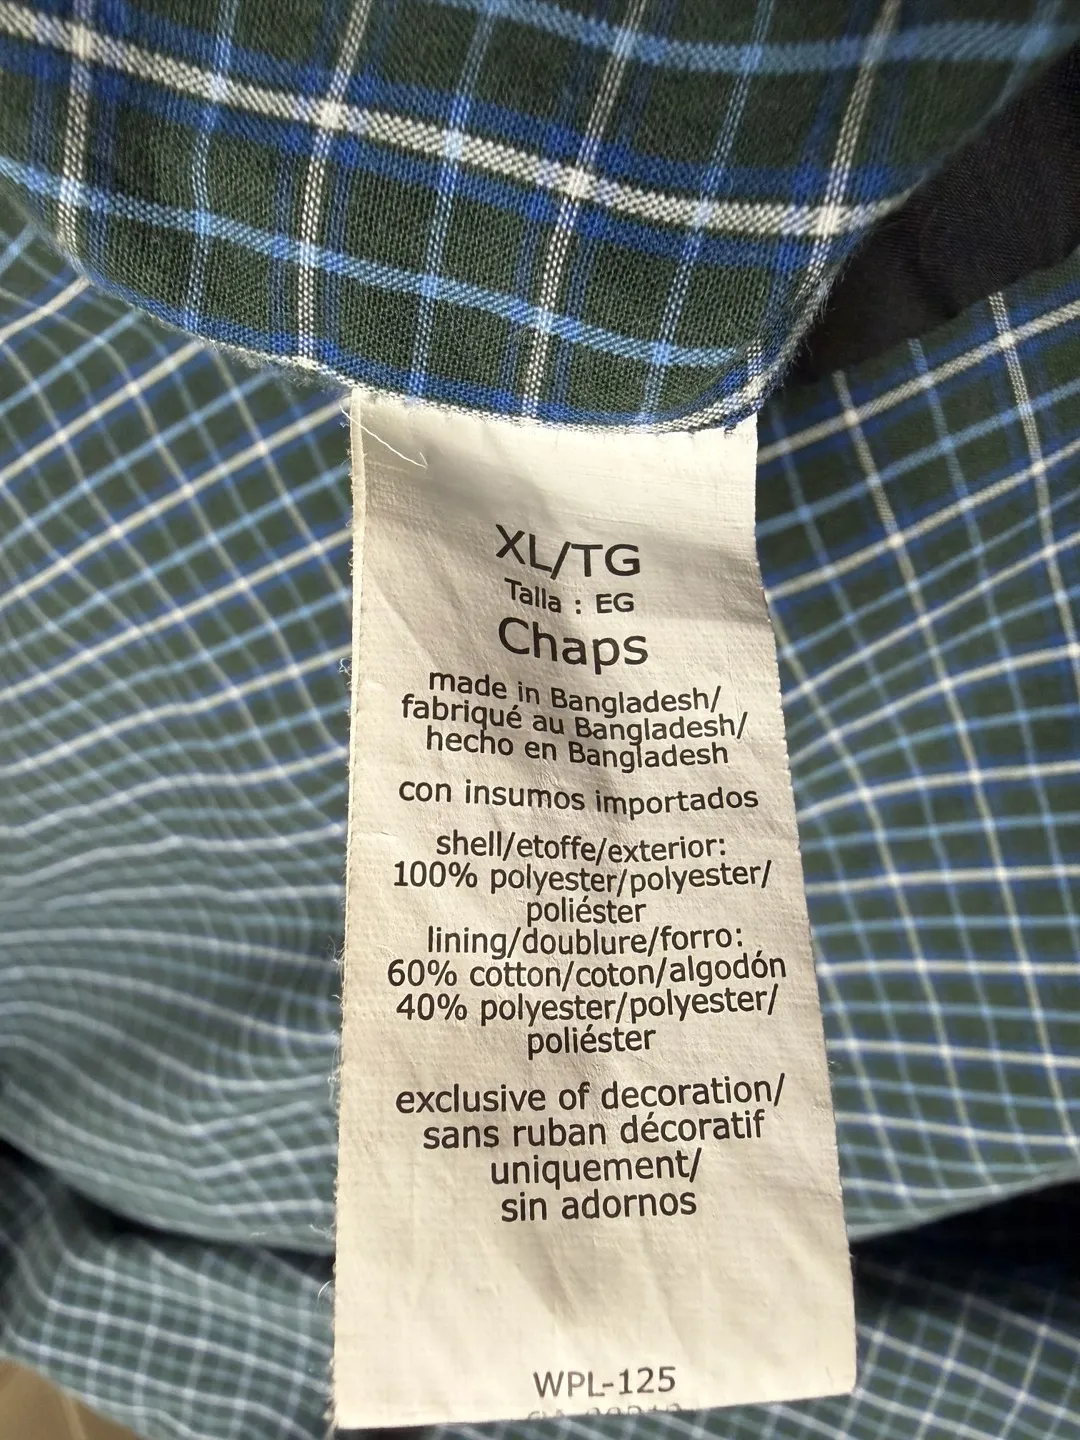 XL/TG
Talla : EG
Chaps
made in Bangladesh/
fabriqué au Bangladesh/
hecho en Bangladesh
con insumos importados
shell/etoffe/exterior:
100% polyester/polyester/
poliéster
lining/doublure/forro:
60% cotton/coton/algodón
40% polyester/polyester/
poliéster
exclusive of decoration/
sans ruban décoratif
uniquement/
sin adornos
WPL-125